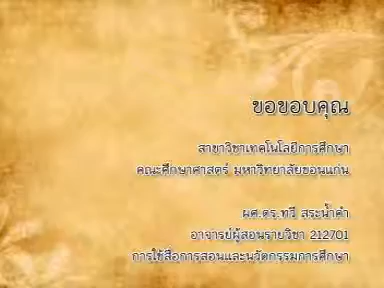 ขอขอบคุณ
สาขาวิชาเทคโนโลยีการศึกษา
คณะศึกษาศาสตร์ มหาวิทยาลัยขอนแก่น
ผศ.ดร.ทวี สระน้ำคำ
อาจารย์ผู้สอนรายวิชา 212701
การใช้สื่อการสอนและนวัตกรรมการศึกษา